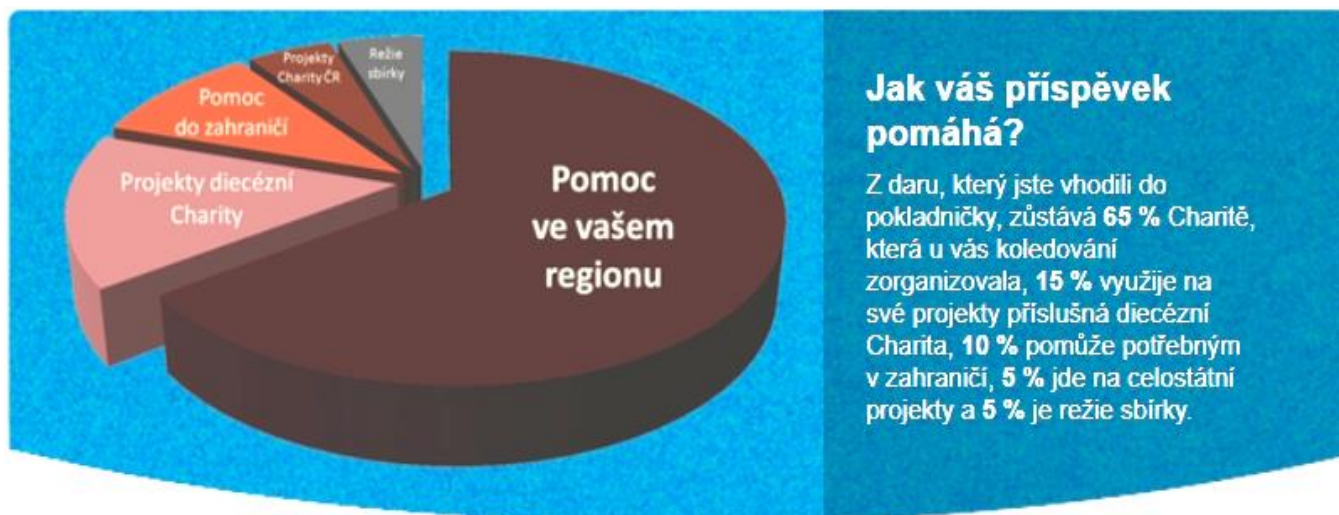 Projekty
Charity ČR
Režie
sbírky
Pomoc
do zahraničí
Projekty diecézní
Charity
Pomoc
ve vašem
regionu
Jak váš příspěvek
pomáhá?
Z daru, který jste vhodili do
pokladničky, zůstává 65 % Charitě,
která u vás koledování
zorganizovala, 15 % využije na
své projekty příslušná diecézní
Charita, 10 % pomůže potřebným
v zahraničí, 5 % jde na celostátní
projekty a 5 % je režie sbírky.